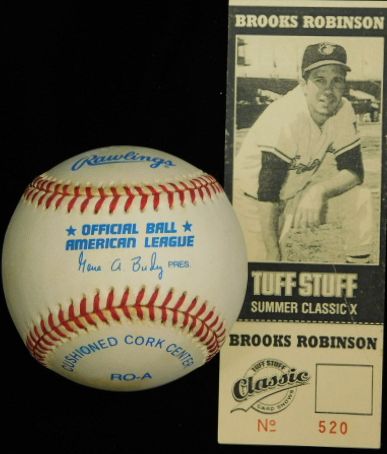 BROOKS ROBINSON
Rawlings
★ OFFICIAL BALL ★
AMERICAN LEAGUE
Gene A. Budig PRES.
CUSHIONED CORK CENTER
RO-A
TUFF STUFF
SUMMER CLASSIC X
BROOKS ROBINSON
TUFF STUFF
Classic
CARD SHOWS
No 520